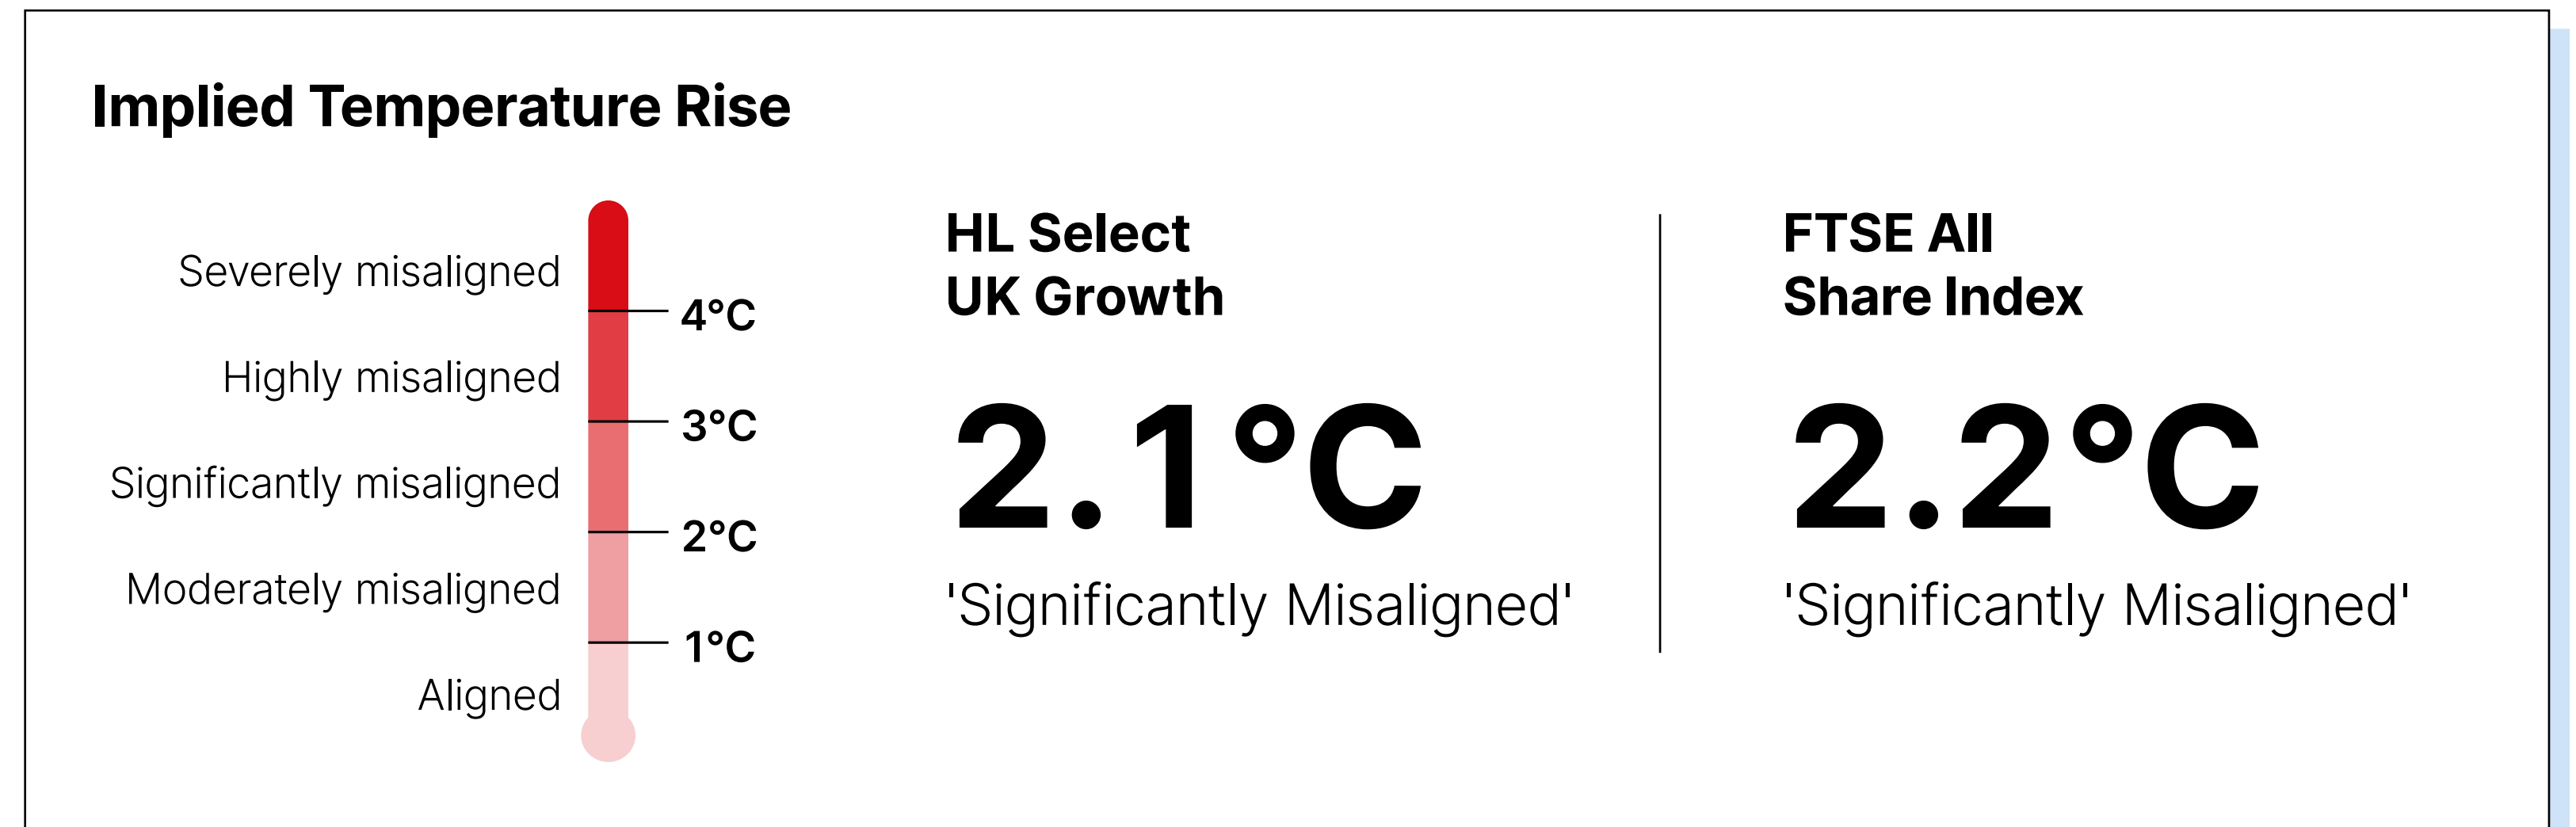 Implied Temperature Rise
Severely misaligned
4°C
Highly misaligned
3°C
Significantly misaligned
2°C
Moderately misaligned
1°C
Aligned
HL Select
UK Growth
2.1°C
'Significantly Misaligned'
FTSE All
Share Index
2.2°C
'Significantly Misaligned'